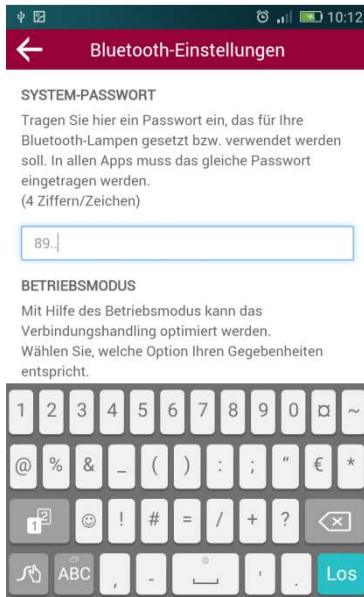 10:12
Bluetooth-Einstellungen
SYSTEM-PASSWORT
Tragen Sie hier ein Passwort ein, das für Ihre
Bluetooth-Lampen gesetzt bzw. verwendet werden
soll. In allen Apps muss das gleiche Passwort
eingetragen werden.
(4 Ziffern/Zeichen)
89..
BETRIEBSMODUS
Mit Hilfe des Betriebsmodus kann das
Verbindungshandling optimiert werden.
Wählen Sie, welche Option Ihren Gegebenheiten
entspricht.
1 2 3 4 5 6 7 8 9 0 ¤ ~
@ % & _ ( ) : ; " € *
1 2 ! # = / + ?
ABC , - ' . Los